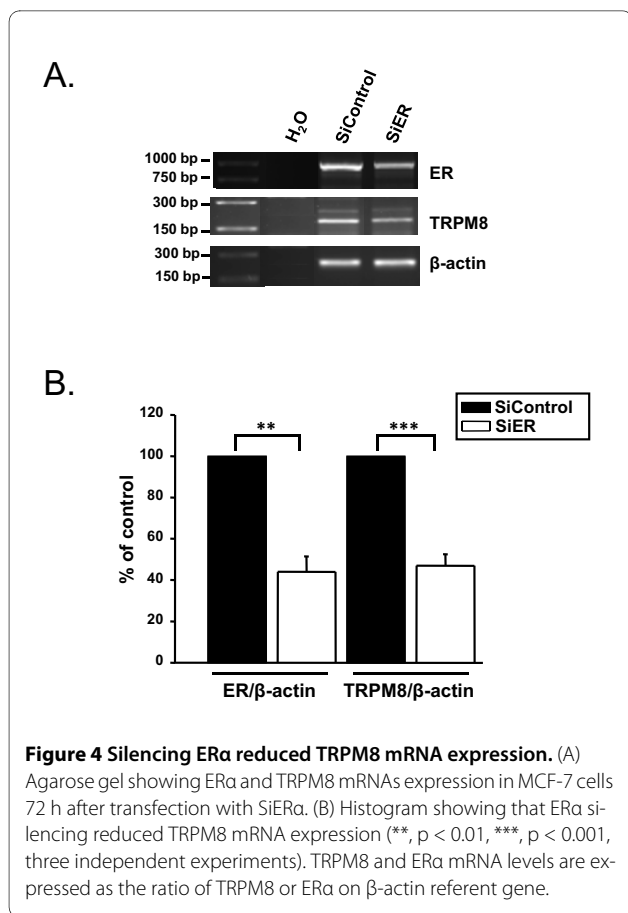 A.
H₂O
SiControl
SiER
1000 bp
750 bp
ER
300 bp
150 bp
TRPM8
300 bp
150 bp
β-actin
B.
SiControl
SiER
% of control
120
100
80
60
40
20
0
**
***
ER/β-actin
TRPM8/β-actin
Figure 4 Silencing ERα reduced TRPM8 mRNA expression. (A)
Agarose gel showing ERα and TRPM8 mRNAs expression in MCF-7 cells
72 h after transfection with SiERα. (B) Histogram showing that ERα si-
lencing reduced TRPM8 mRNA expression (**, p < 0.01, ***, p < 0.001,
three independent experiments). TRPM8 and ERα mRNA levels are ex-
pressed as the ratio of TRPM8 or ERα on β-actin referent gene.